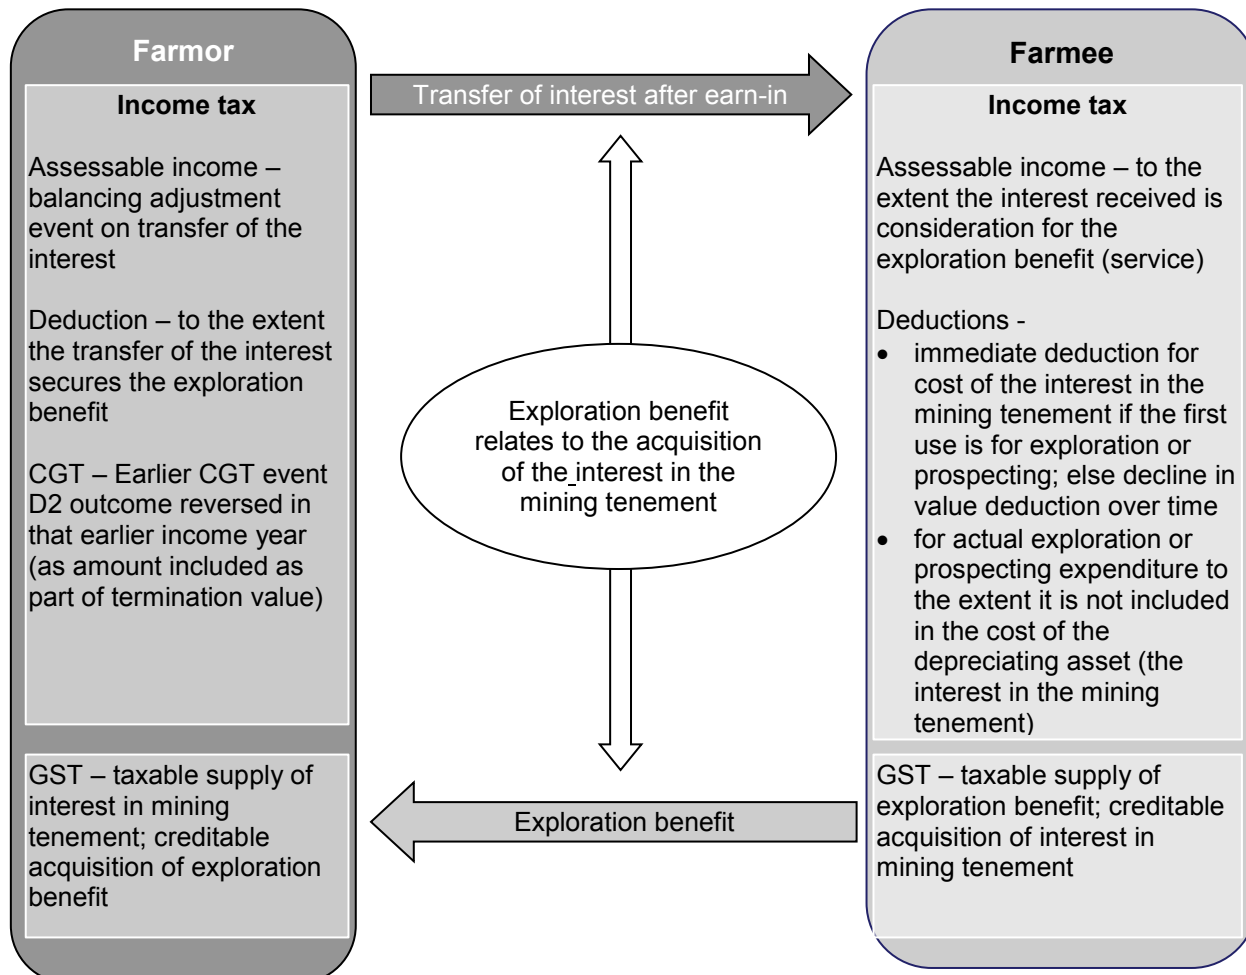 Farmor
Income tax
Assessable income –
balancing adjustment
event on transfer of the
interest
Deduction – to the extent
the transfer of the interest
secures the exploration
benefit
CGT – Earlier CGT event
D2 outcome reversed in
that earlier income year
(as amount included as
part of termination value)
GST – taxable supply of
interest in mining
tenement; creditable
acquisition of exploration
benefit
Transfer of interest after earn-in
Exploration benefit
relates to the acquisition
of the interest in the
mining tenement
Exploration benefit
Farmee
Income tax
Assessable income – to the
extent the interest received is
consideration for the
exploration benefit (service)
Deductions -
• immediate deduction for
cost of the interest in the
mining tenement if the first
use is for exploration or
prospecting; else decline in
value deduction over time
• for actual exploration or
prospecting expenditure to
the extent it is not included
in the cost of the
depreciating asset (the
interest in the mining
tenement)
GST – taxable supply of
exploration benefit; creditable
acquisition of interest in
mining tenement